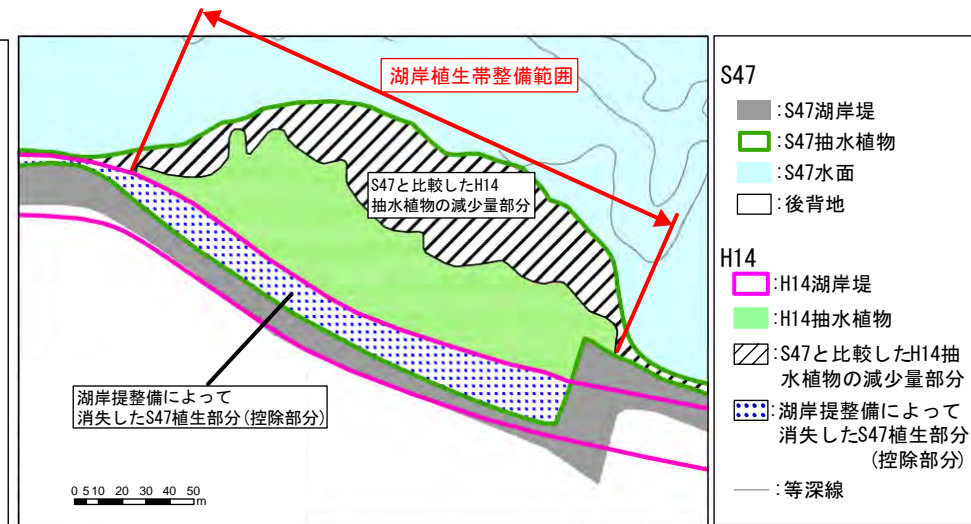 湖岸植生帯整備範囲
S47と比較したH14
抽水植物の減少量部分
湖岸提整備によって
消失したS47植生部分(控除部分)
0 5 10 20 30 40 50
m
S47
:S47湖岸堤
:S47抽水植物
:S47水面
:後背地
H14
:H14湖岸堤
:H14抽水植物
:S47と比較したH14抽
水植物の減少量部分
:湖岸提整備によって
消失したS47植生部分
(控除部分)
:等深線